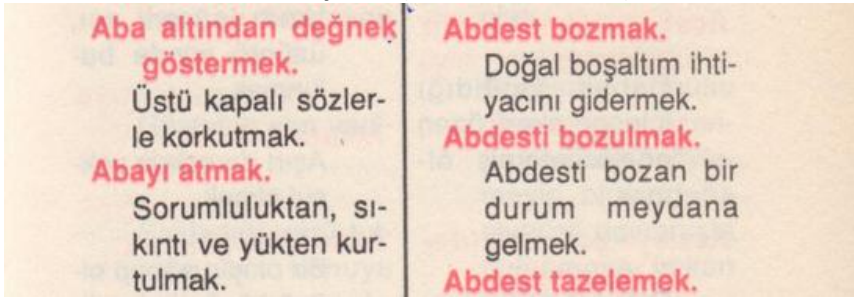 Aba altından değnek
göstermek.
Üstü kapalı sözler-
le korkutmak.
Abayı atmak.
Sorumluluktan, sı-
kıntı ve yükten kur-
tulmak.
Abdest bozmak.
Doğal boşaltım ihti-
yacını gidermek.
Abdesti bozulmak.
Abdesti bozan bir
durum meydana
gelmek.
Abdest tazelemek.